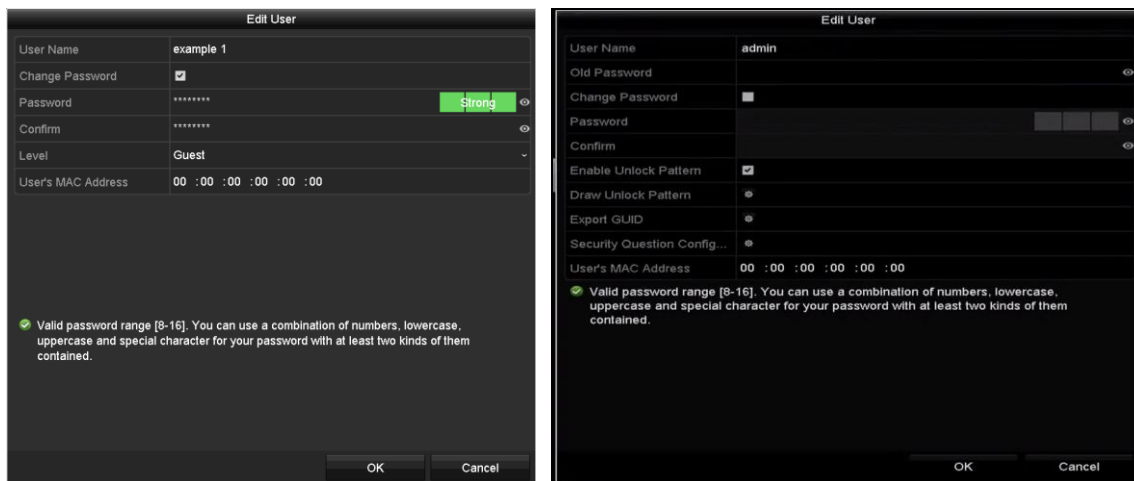 Edit User
User Name example 1
Change Password
Password ******** Strong
Confirm ********
Level Guest
User's MAC Address 00 :00 :00 :00 :00 :00
Valid password range [8-16]. You can use a combination of numbers, lowercase,
uppercase and special character for your password with at least two kinds of them
contained.
OK Cancel
Edit User
User Name admin
Old Password
Change Password
Password
Confirm
Enable Unlock Pattern
Draw Unlock Pattern
Export GUID
Security Question Config...
User's MAC Address 00 :00 :00 :00 :00 :00
Valid password range [8-16]. You can use a combination of numbers, lowercase,
uppercase and special character for your password with at least two kinds of them
contained.
OK Cancel